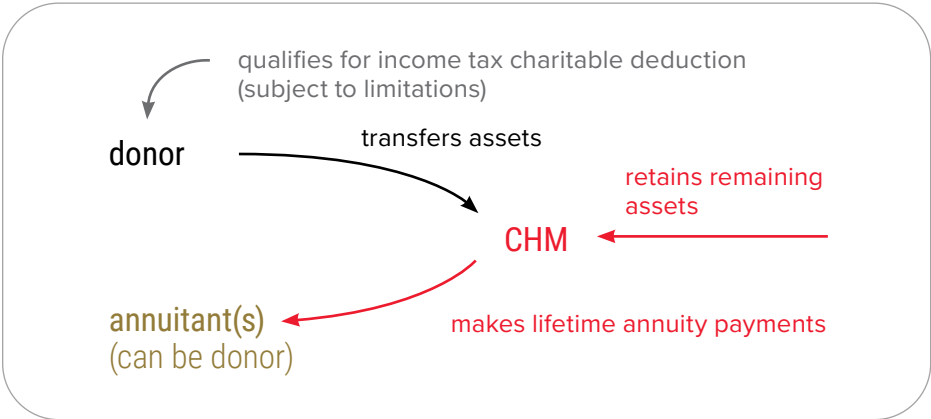 qualifies for income tax charitable deduction
(subject to limitations)
donor
transfers assets
retains remaining
assets
CHM
annuitant(s)
(can be donor)
makes lifetime annuity payments